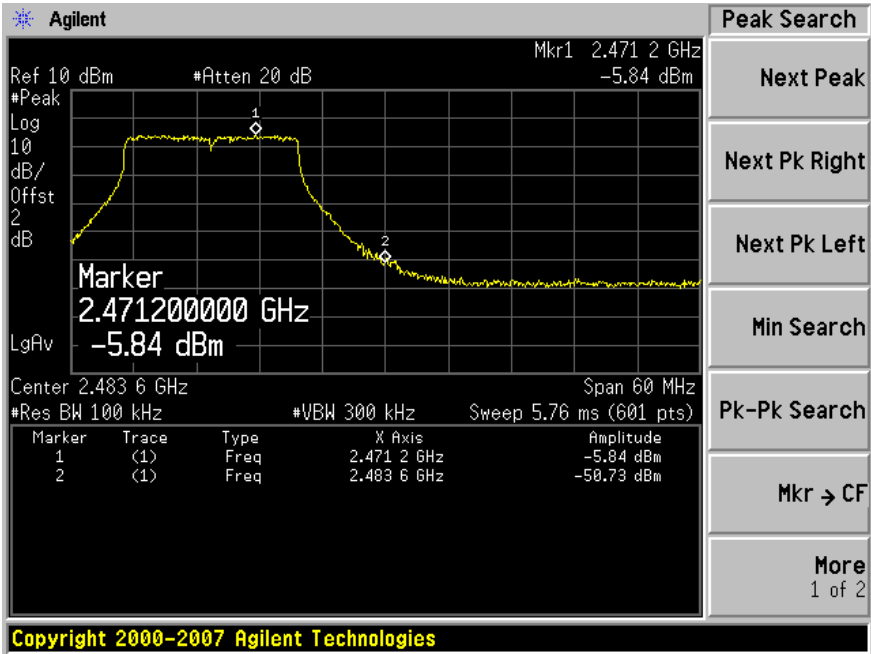 Agilent
Peak Search
Mkr1 2.471 2 GHz
Ref 10 dBm #Atten 20 dB -5.84 dBm
#Peak
Log
10
dB/
Offst
2
dB
LgAv
1
2
Marker
2.471200000 GHz
-5.84 dBm
Center 2.483 6 GHz Span 60 MHz
#Res BW 100 kHz #VBW 300 kHz Sweep 5.76 ms (601 pts)
Marker Trace Type X Axis Amplitude
1 (1) Freq 2.471 2 GHz -5.84 dBm
2 (1) Freq 2.483 6 GHz -50.73 dBm
Next Peak
Next Pk Right
Next Pk Left
Min Search
Pk-Pk Search
Mkr → CF
More
1 of 2
Copyright 2000-2007 Agilent Technologies